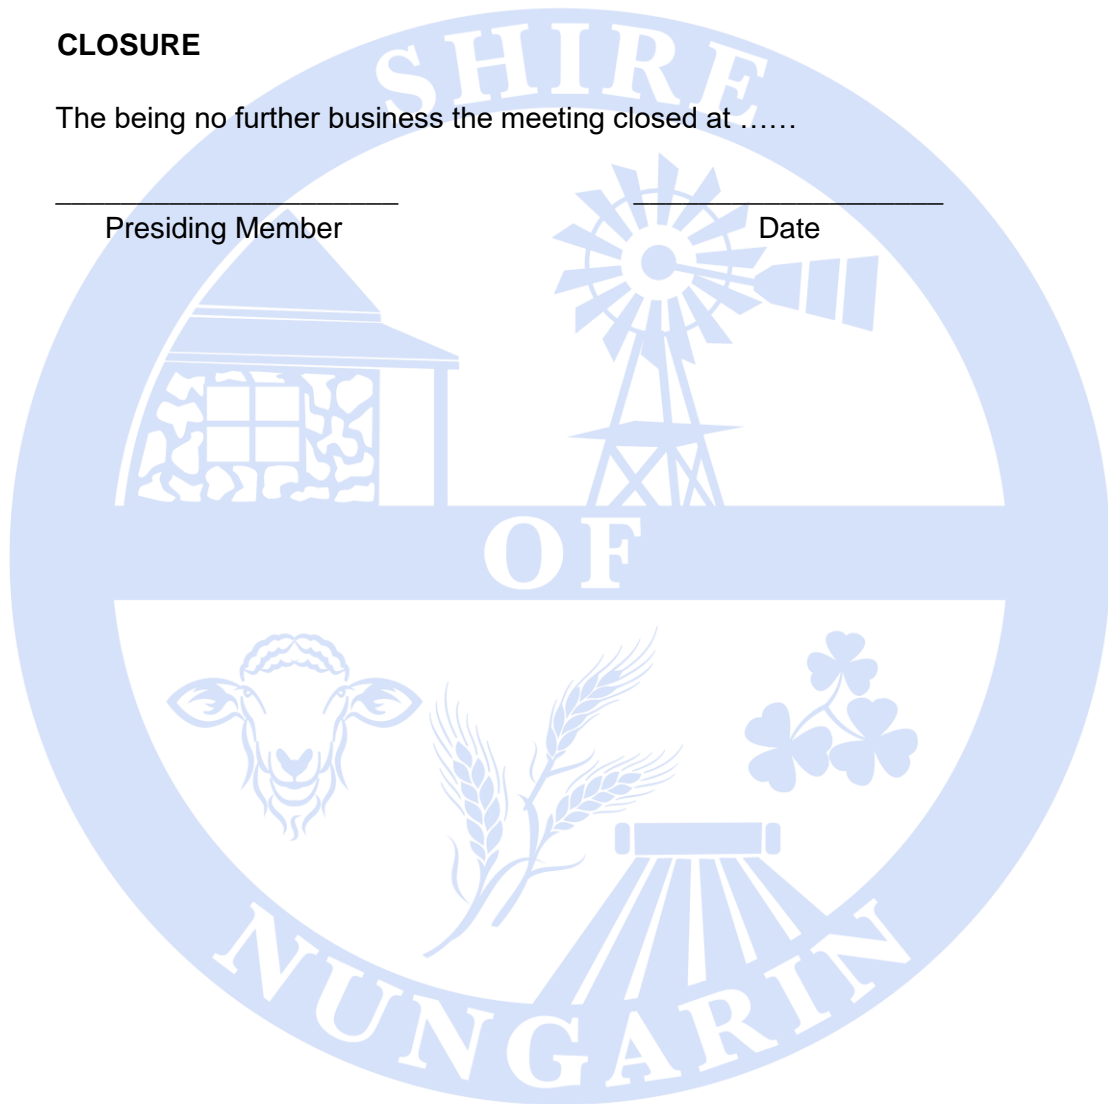 CLOSURE
The being no further business the meeting closed at ……
Presiding Member Date
SHIRE
OF
NUNGARIN